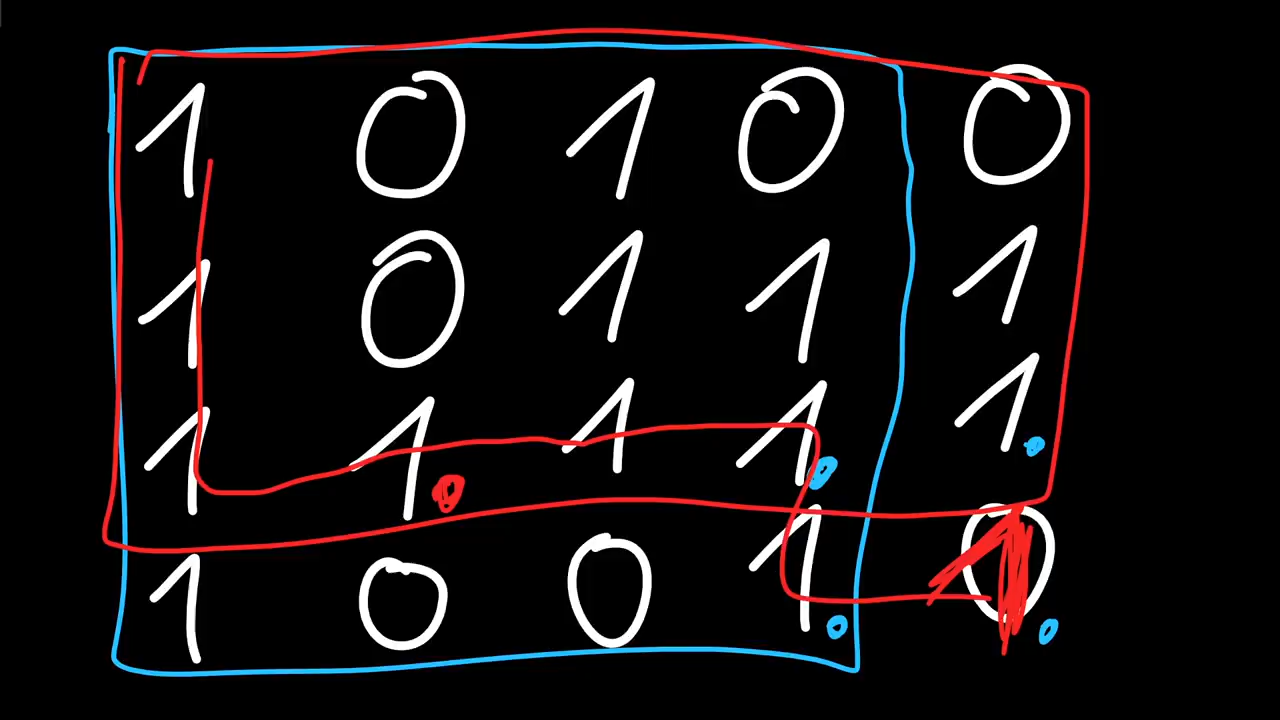 1 0 1 0 0
1 0 1 1 1
1 1 1 1 1
1 0 0 1 0